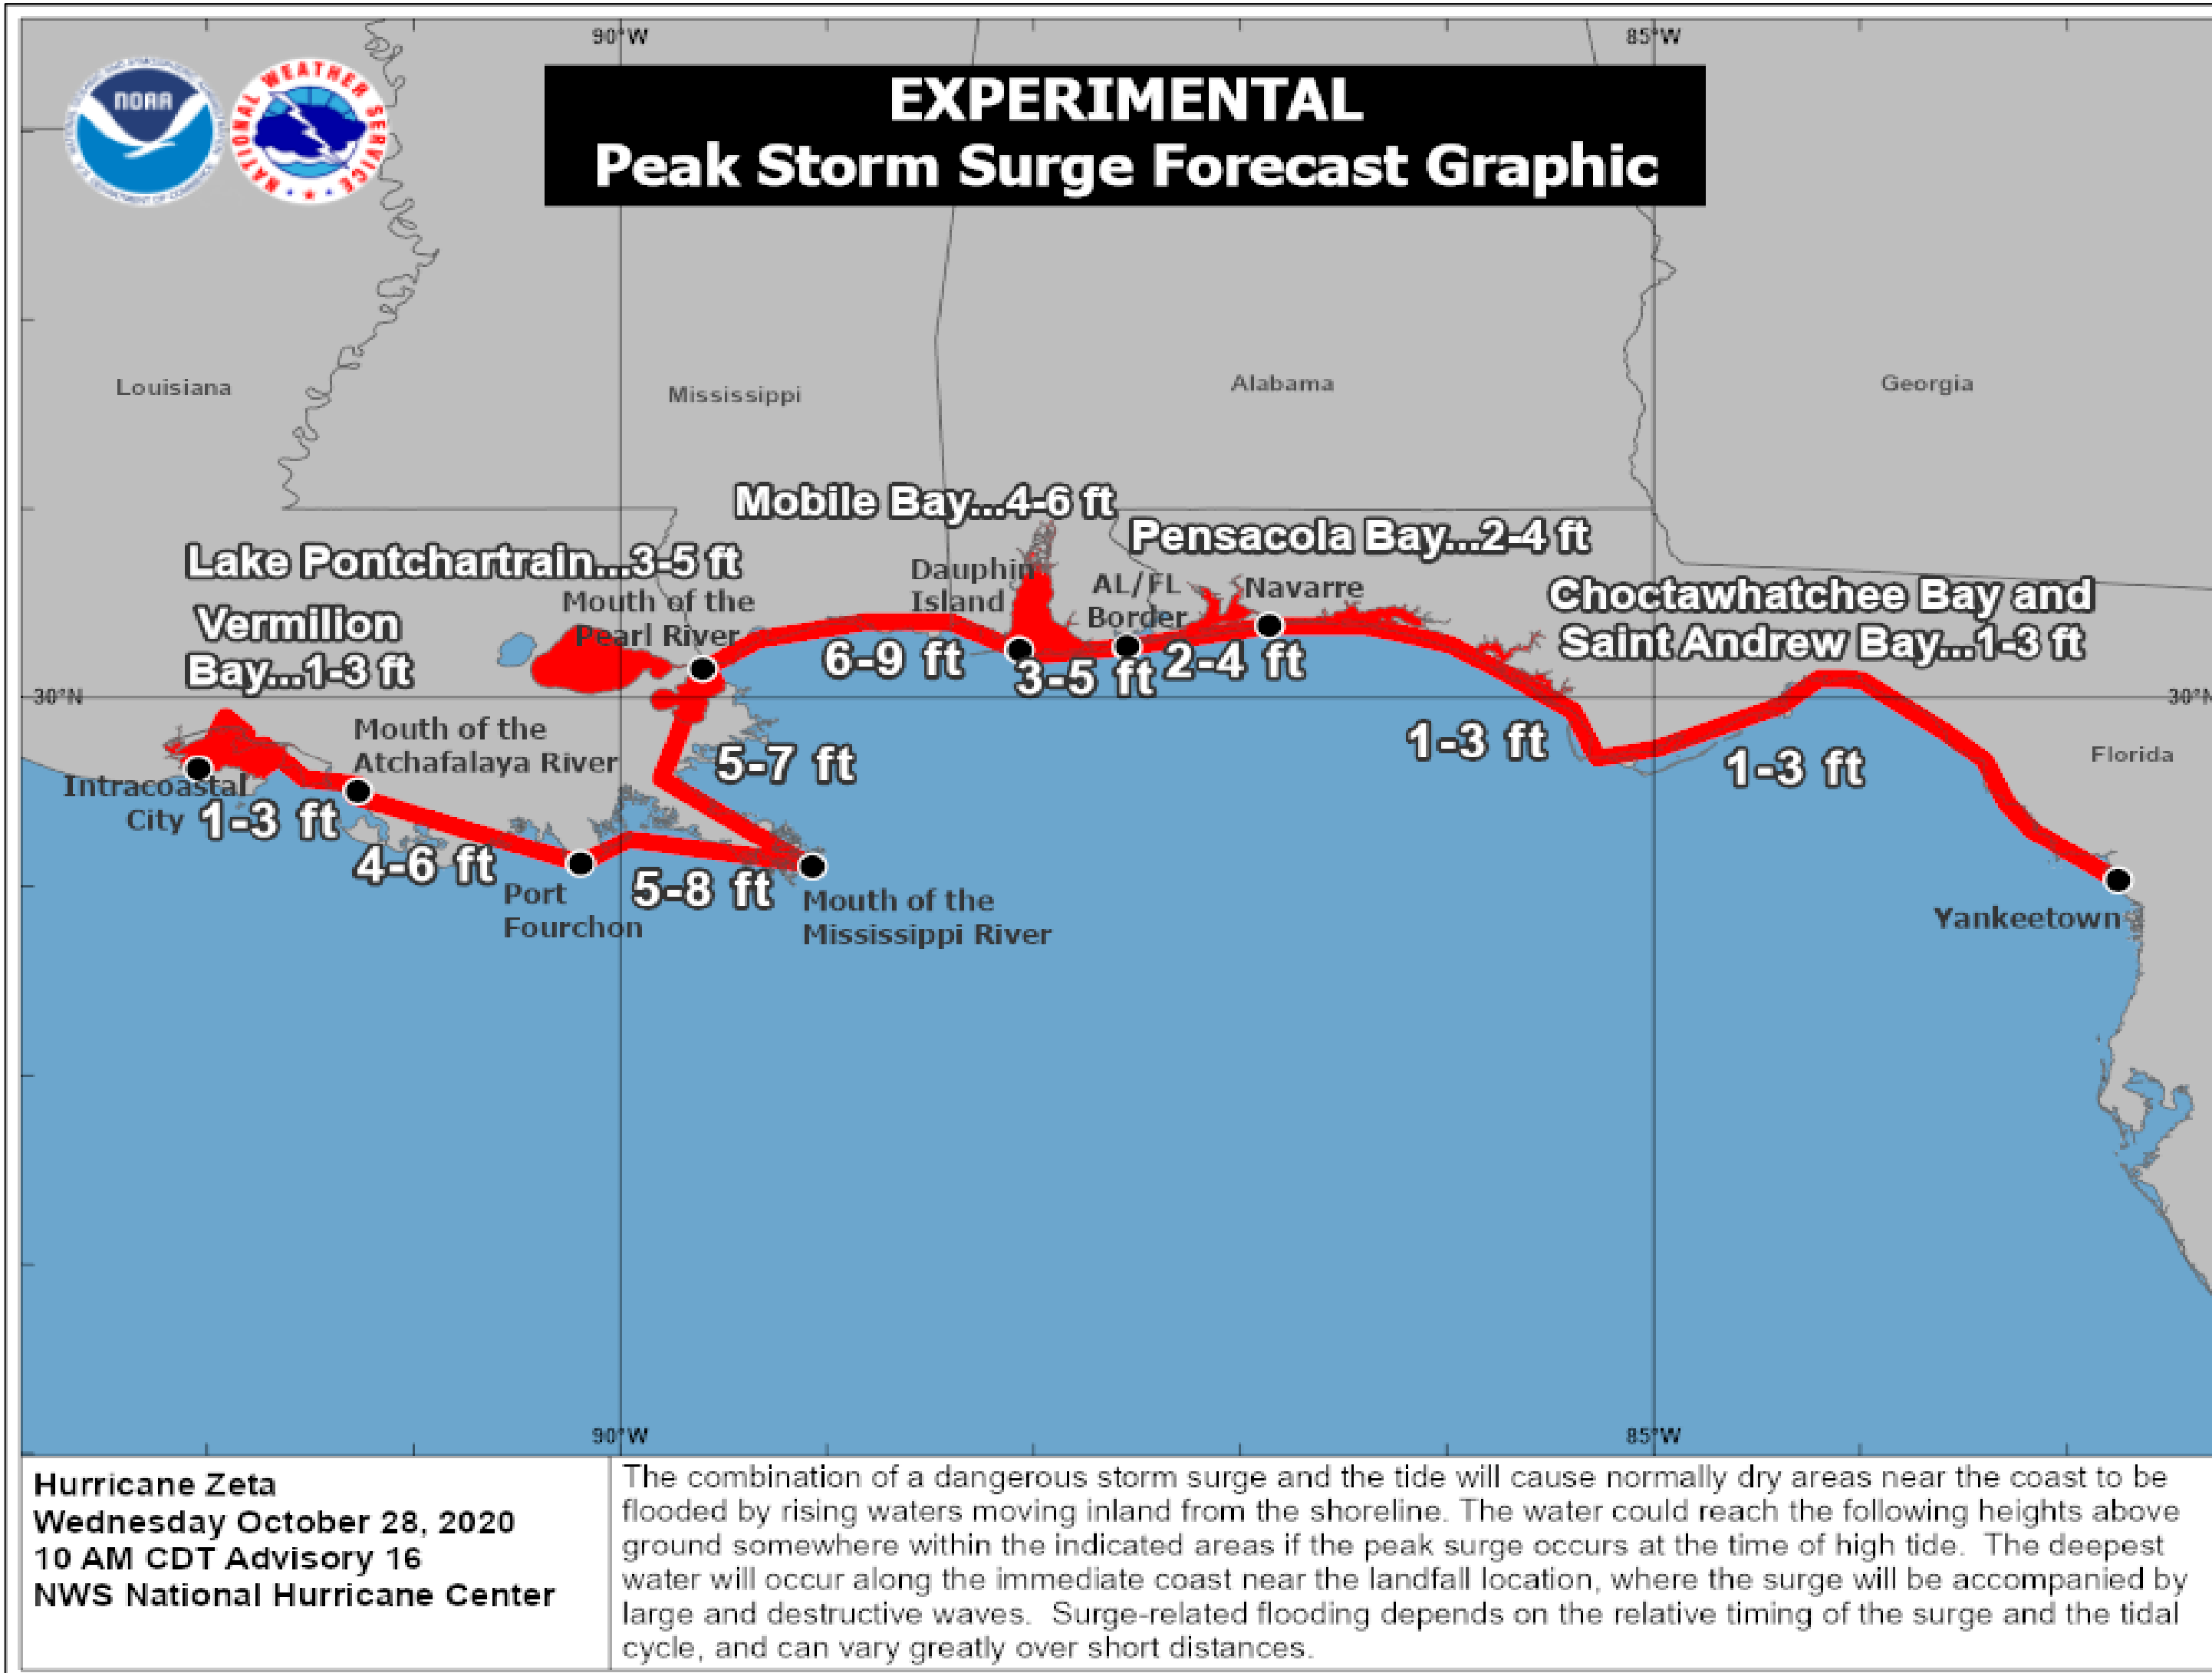 90°W
85°W
NOAA
NATIONAL WEATHER SERVICE
EXPERIMENTAL
Peak Storm Surge Forecast Graphic
Louisiana
Mississippi
Alabama
Georgia
Mobile Bay...4-6 ft
Pensacola Bay...2-4 ft
Lake Pontchartrain...3-5 ft
Dauphin
Island
AL/FL
Border
Navarre
Choctawhatchee Bay and
Saint Andrew Bay...1-3 ft
Vermilion
Bay...1-3 ft
Mouth of the
Pearl River
6-9 ft
3-5 ft
2-4 ft
30°N
30°N
Mouth of the
Atchafalaya River
5-7 ft
1-3 ft
1-3 ft
Florida
Intracoastal
City
1-3 ft
4-6 ft
Port
Fourchon
5-8 ft
Mouth of the
Mississippi River
Yankeetown
90°W
85°W
Hurricane Zeta
Wednesday October 28, 2020
10 AM CDT Advisory 16
NWS National Hurricane Center
The combination of a dangerous storm surge and the tide will cause normally dry areas near the coast to be
flooded by rising waters moving inland from the shoreline. The water could reach the following heights above
ground somewhere within the indicated areas if the peak surge occurs at the time of high tide. The deepest
water will occur along the immediate coast near the landfall location, where the surge will be accompanied by
large and destructive waves. Surge-related flooding depends on the relative timing of the surge and the tidal
cycle, and can vary greatly over short distances.